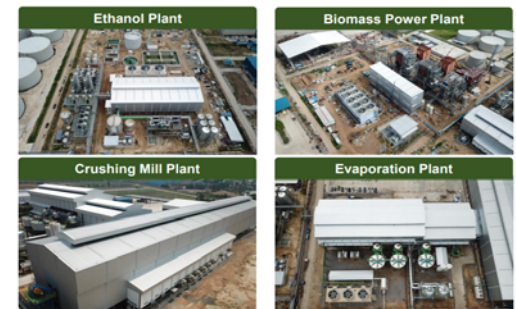 Ethanol Plant
Biomass Power Plant
Crushing Mill Plant
Evaporation Plant